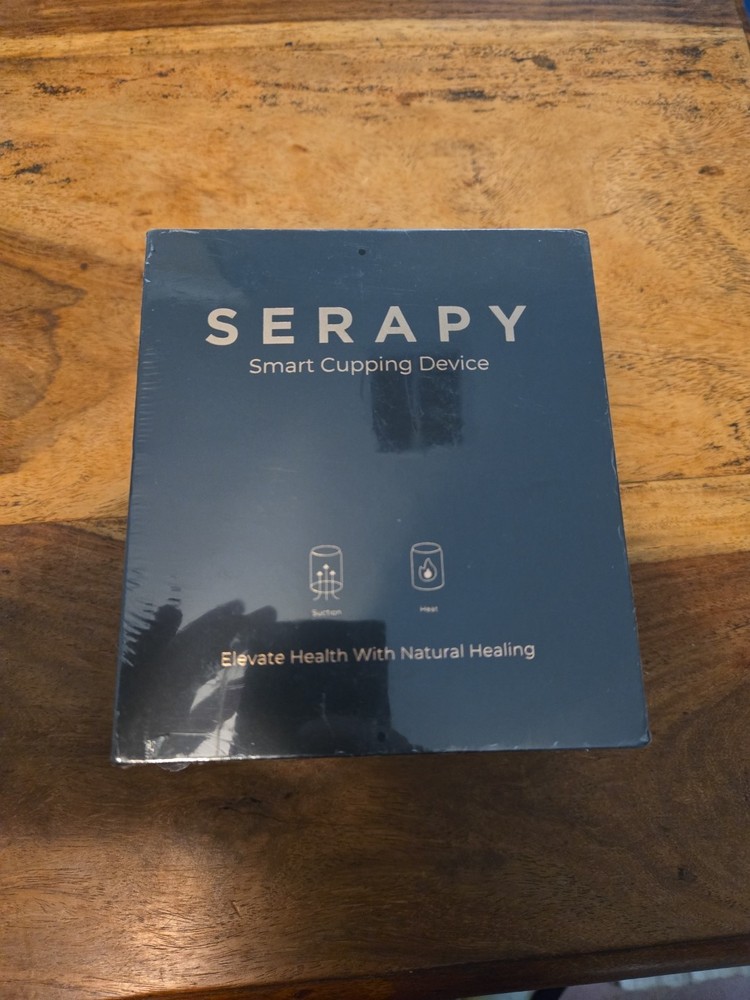 SERAPY
Smart Cupping Device
Suction Heat
Elevate Health With Natural Healing